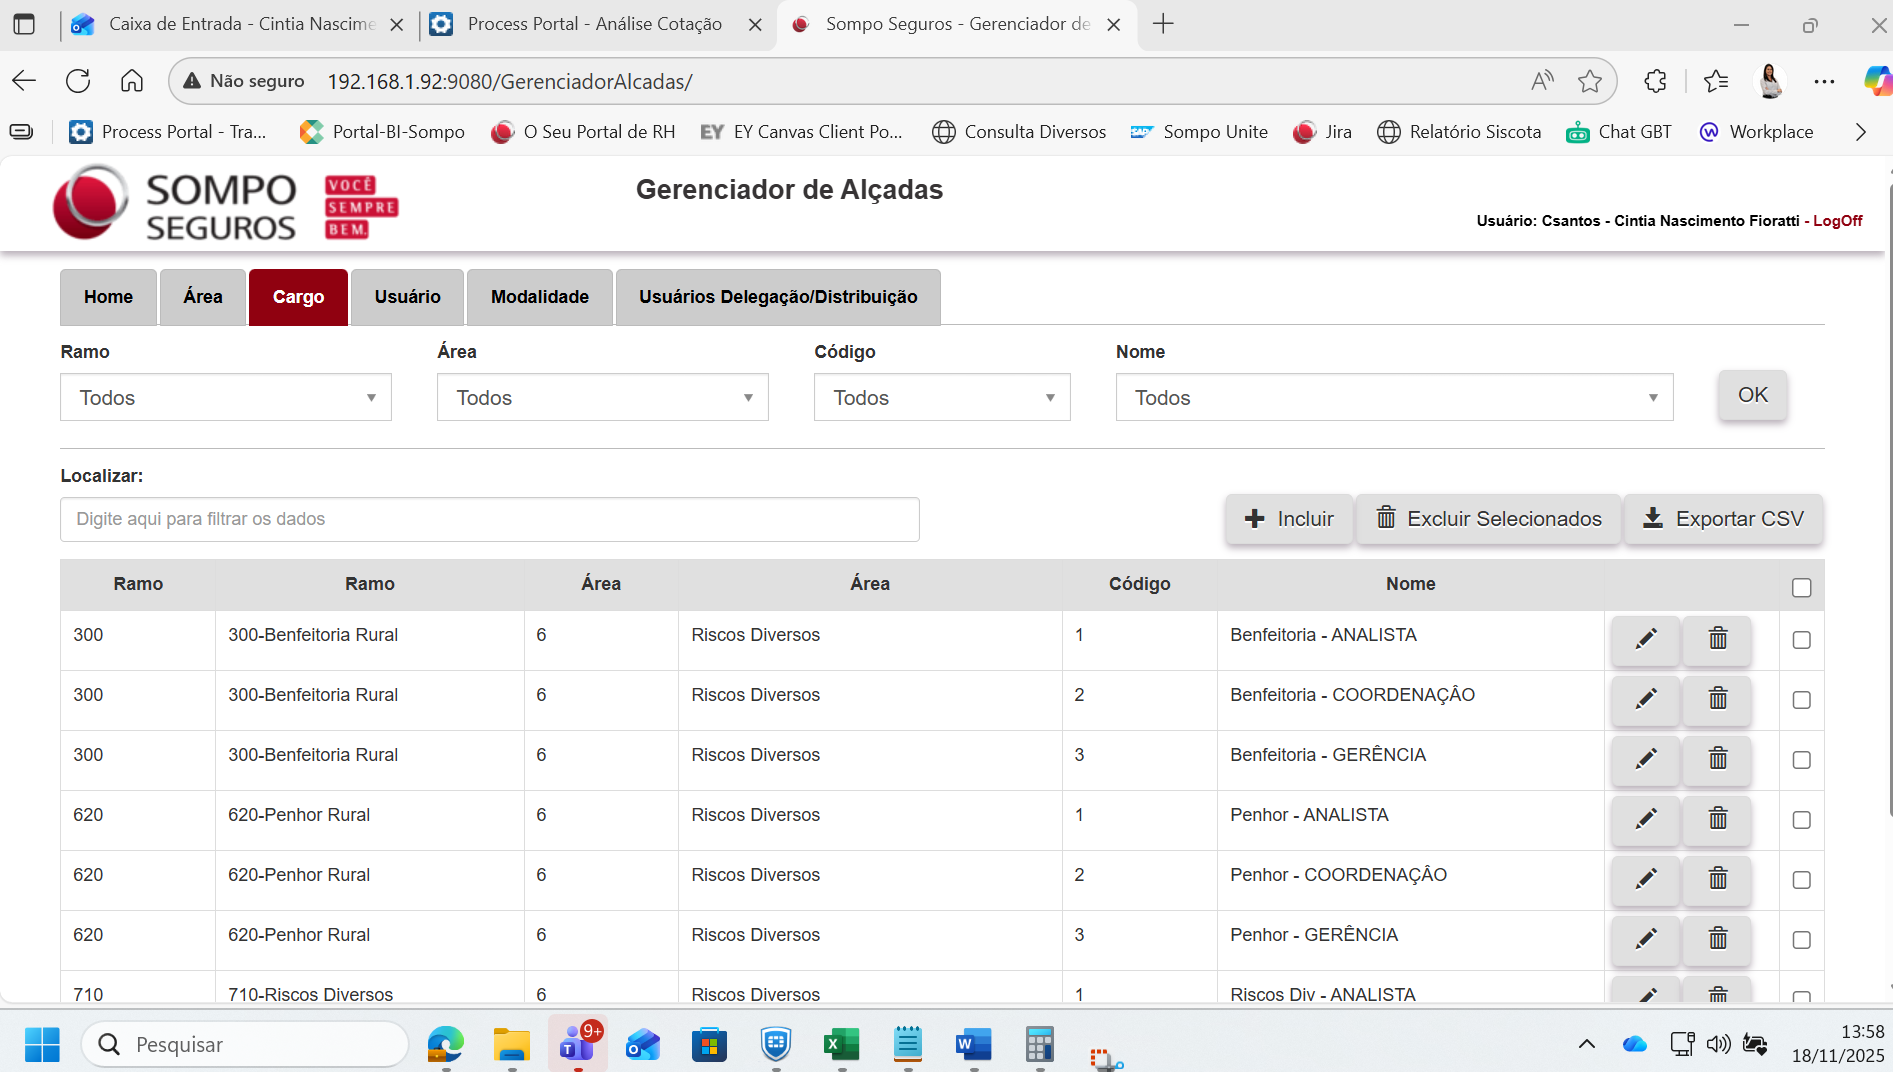 Caixa de Entrada - Cintia Nascime
Process Portal - Análise Cotação
Sompo Seguros - Gerenciador de
Não seguro
192.168.1.92:9080/GerenciadorAlcadas/
Process Portal - Tra...
Portal-BI-Sompo
O Seu Portal de RH
EY
EY Canvas Client Po...
Consulta Diversos
SAP
Sompo Unite
Jira
Relatório Siscota
Chat GBT
Workplace
SOMPO
SEGUROS
VOCÊ
SEMPRE
BEM.
Gerenciador de Alçadas
Usuário: Csantos - Cintia Nascimento Fioratti - LogOff
Home
Área
Cargo
Usuário
Modalidade
Usuários Delegação/Distribuição
Ramo
Área
Código
Nome
Todos
Todos
Todos
Todos
OK
Localizar:
Digite aqui para filtrar os dados
Incluir
Excluir Selecionados
Exportar CSV
Ramo Ramo Área Área Código Nome
300 300-Benfeitoria Rural 6 Riscos Diversos 1 Benfeitoria - ANALISTA
300 300-Benfeitoria Rural 6 Riscos Diversos 2 Benfeitoria - COORDENAÇÂO
300 300-Benfeitoria Rural 6 Riscos Diversos 3 Benfeitoria - GERÊNCIA
620 620-Penhor Rural 6 Riscos Diversos 1 Penhor - ANALISTA
620 620-Penhor Rural 6 Riscos Diversos 2 Penhor - COORDENAÇÂO
620 620-Penhor Rural 6 Riscos Diversos 3 Penhor - GERÊNCIA
710 710-Riscos Diversos 6 Riscos Diversos 1 Riscos Div - ANALISTA
Pesquisar
9+
13:58
18/11/2025